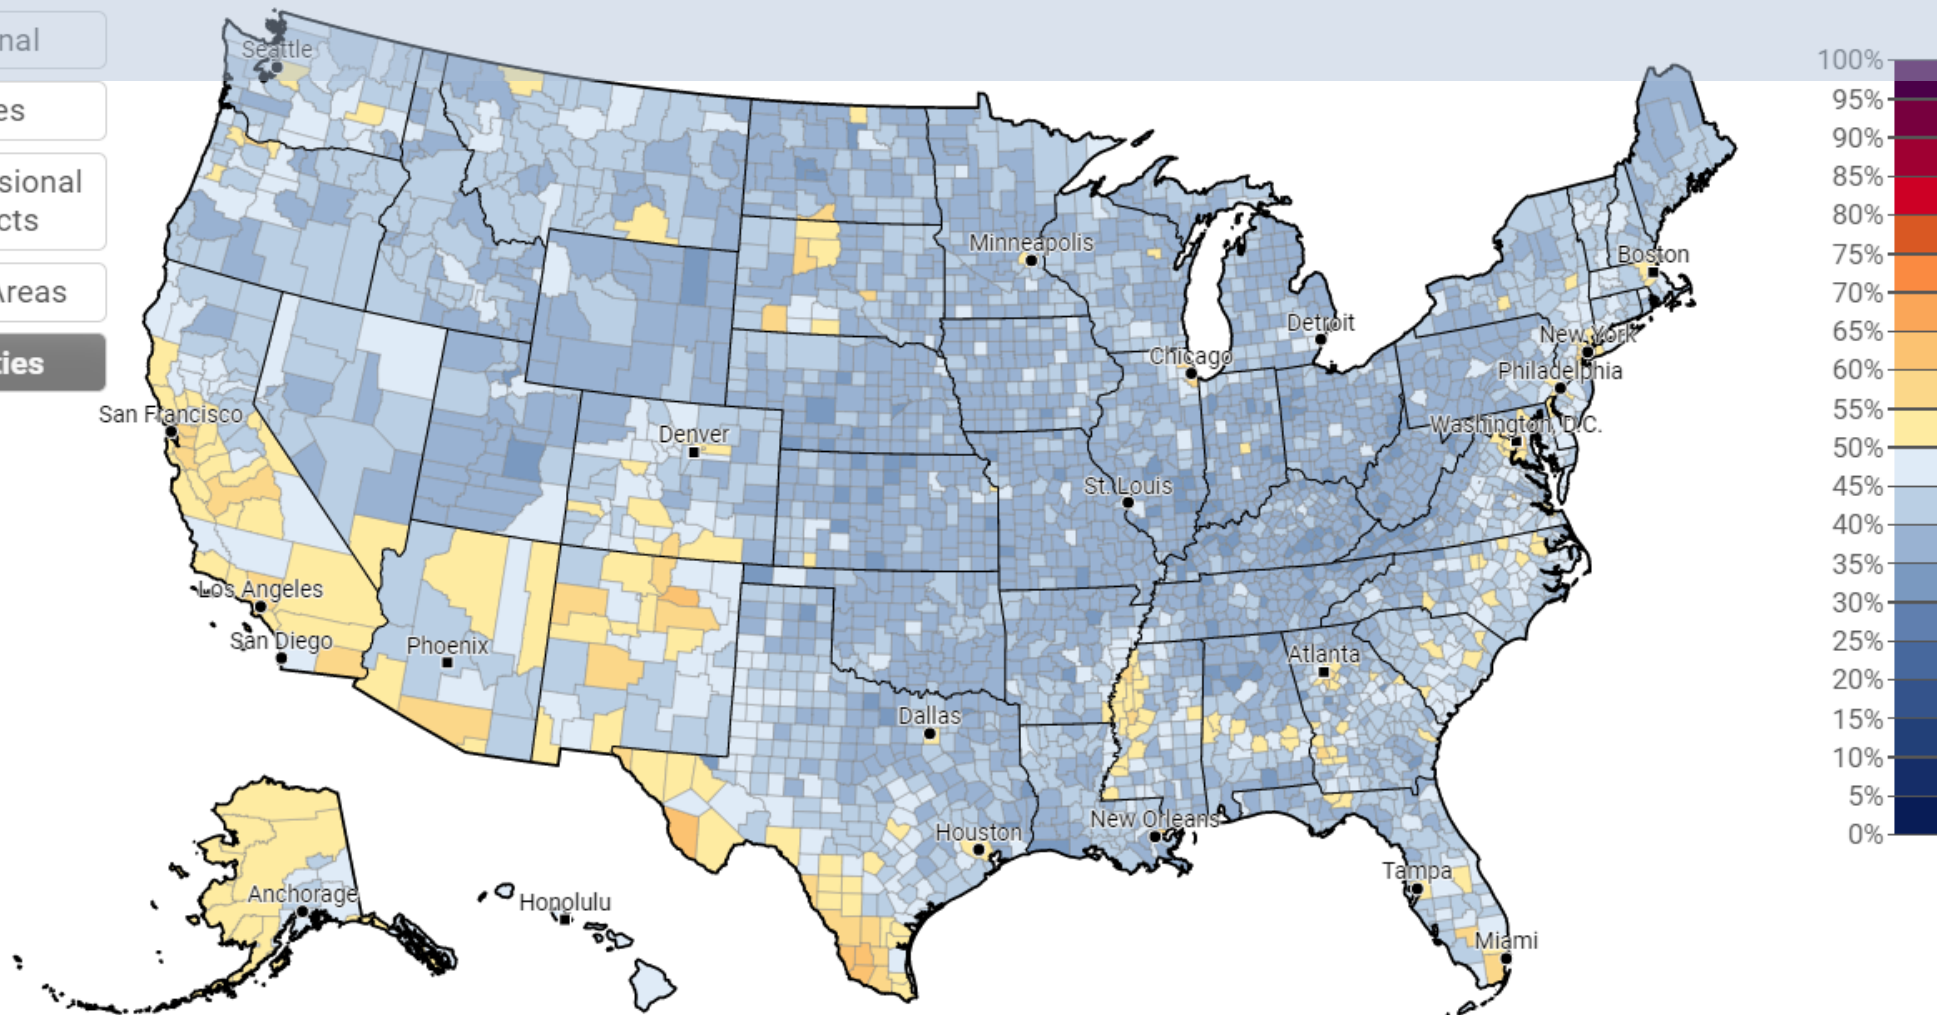 nal
es
sional
cts
Areas
ties
Seattle
Minneapolis
Boston
Detroit
New York
Chicago
Philadelphia
San Francisco
Denver
Washington, D.C.
St. Louis
Los Angeles
San Diego
Phoenix
Atlanta
Dallas
New Orleans
Houston
Tampa
Anchorage
Honolulu
Miami
100%
95%
90%
85%
80%
75%
70%
65%
60%
55%
50%
45%
40%
35%
30%
25%
20%
15%
10%
5%
0%